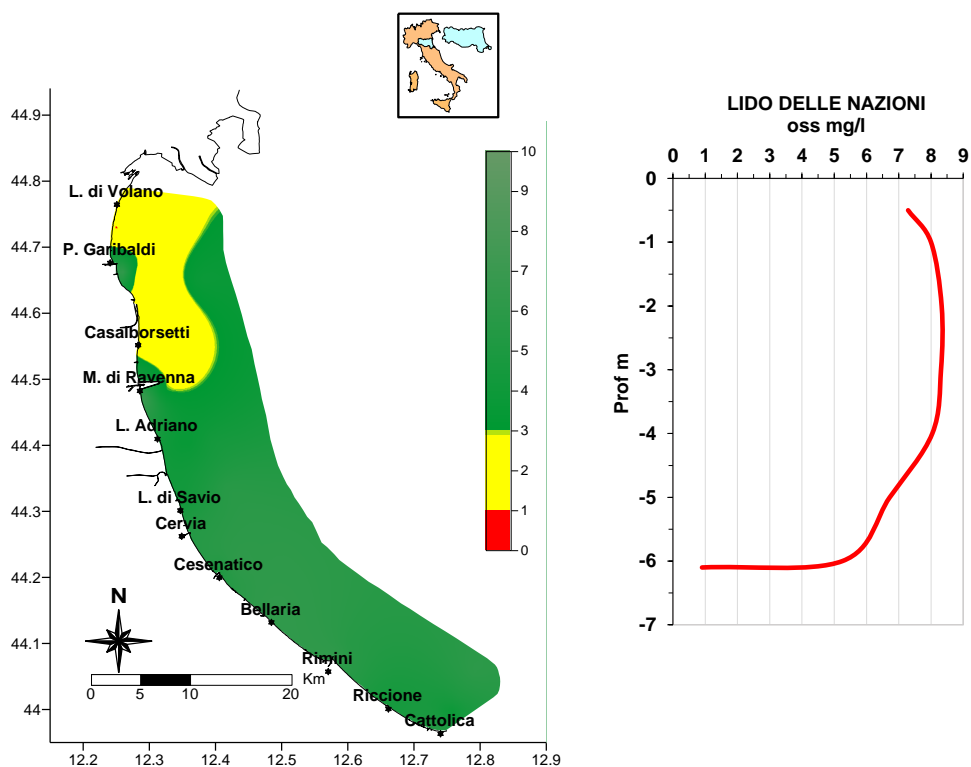 44.9
44.8
44.7
44.6
44.5
44.4
44.3
44.2
44.1
44
12.2 12.3 12.4 12.5 12.6 12.7 12.8 12.9
L. di Volano
P. Garibaldi
Casalborsetti
M. di Ravenna
L. Adriano
L. di Savio
Cervia
Cesenatico
Bellaria
Rimini
Riccione
Cattolica
N
0 5 10 20 Km
10
9
8
7
6
5
4
3
2
1
0
LIDO DELLE NAZIONI
oss mg/l
0 1 2 3 4 5 6 7 8 9
Prof m
0
-1
-2
-3
-4
-5
-6
-7